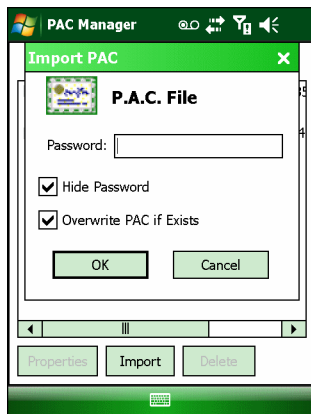 PAC Manager
Import PAC
P.A.C. File
Password:
Hide Password
Overwrite PAC if Exists
OK Cancel
Properties Import Delete